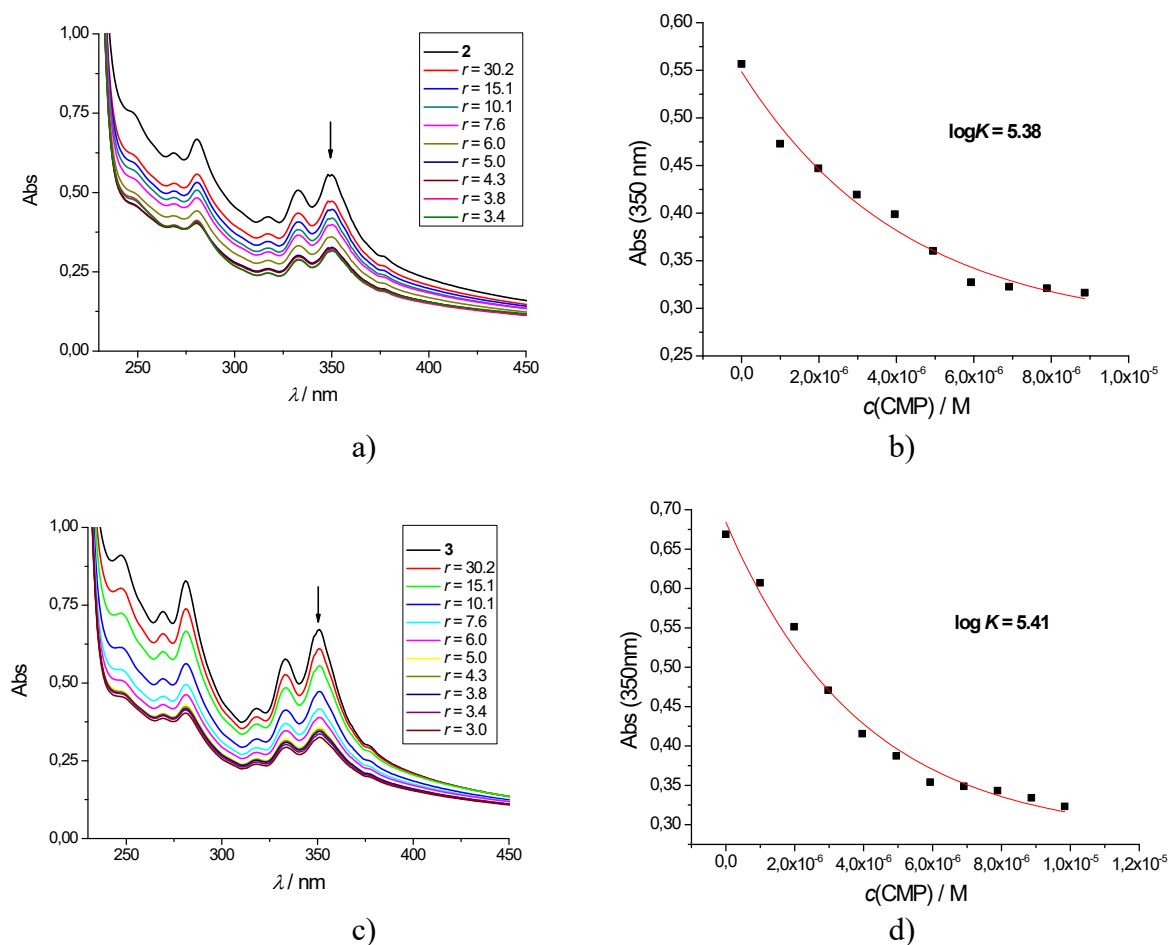 1,00
0,75
0,50
0,25
0,00
Abs
250 300 350 400 450
λ / nm
2
r = 30.2
r = 15.1
r = 10.1
r = 7.6
r = 6.0
r = 5.0
r = 4.3
r = 3.8
r = 3.4
a)
0,60
0,55
0,50
0,45
0,40
0,35
0,30
0,25
Abs (350 nm)
logK = 5.38
0,0 2,0x10⁻⁶ 4,0x10⁻⁶ 6,0x10⁻⁶ 8,0x10⁻⁶ 1,0x10⁻⁵
c(CMP) / M
b)
1,00
0,75
0,50
0,25
0,00
Abs
250 300 350 400 450
λ / nm
3
r = 30.2
r = 15.1
r = 10.1
r = 7.6
r = 6.0
r = 5.0
r = 4.3
r = 3.8
r = 3.4
r = 3.0
c)
0,70
0,65
0,60
0,55
0,50
0,45
0,40
0,35
0,30
Abs (350nm)
log K = 5.41
0,0 2,0x10⁻⁶ 4,0x10⁻⁶ 6,0x10⁻⁶ 8,0x10⁻⁶ 1,0x10⁻⁵ 1,2x10⁻⁵
c(CMP) / M
d)